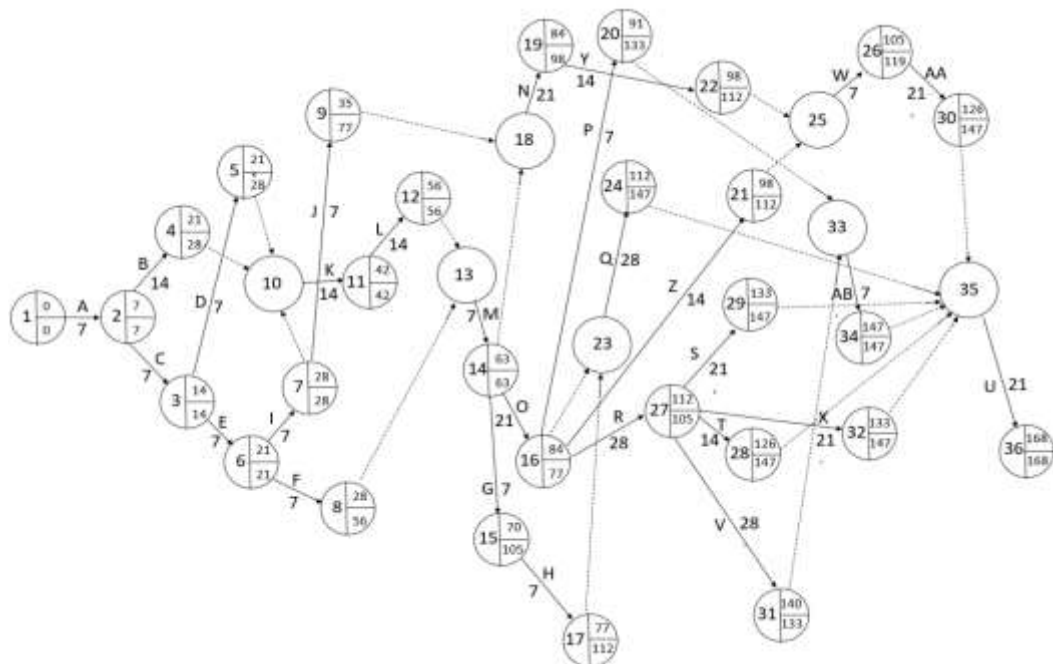 1 0 0
A 7
2 7 7
B 14
C 7
3 14 14
4 21 28
D 7
E 7
5 21 28
6 21 21
I 7
F 7
7 28 28
8 28 56
J 7
9 35 77
10
K 14
11 42 42
L 14
12 56 56
13
M 7
14 63 63
G 7
21 O
15 70 105
H 7
16 84 77
17 77 112
18
N 21
19 84 98
Y 14
P 7
20 91 133
22 98 112
Q 28
23
24 112 147
Z 14
21 98 112
25
W 7
26 105 119
AA 21
30 126 147
R 28
27 112 105
S 21
T 14
X 21
V 28
28 126 147
29 133 147
31 140 133
32 133 147
33
AB 7
34 147 147
35
U 21
36 168 168